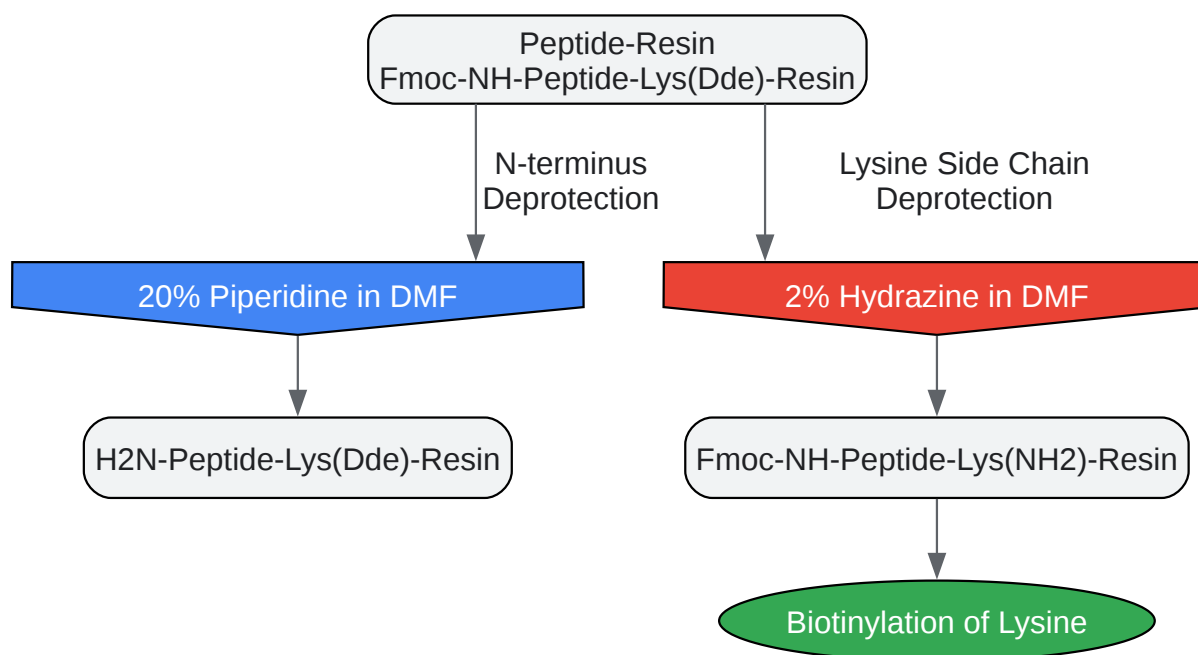 Peptide-Resin
Fmoc-NH-Peptide-Lys(Dde)-Resin
N-terminus
Deprotection
Lysine Side Chain
Deprotection
20% Piperidine in DMF
2% Hydrazine in DMF
H2N-Peptide-Lys(Dde)-Resin
Fmoc-NH-Peptide-Lys(NH2)-Resin
Biotinylation of Lysine